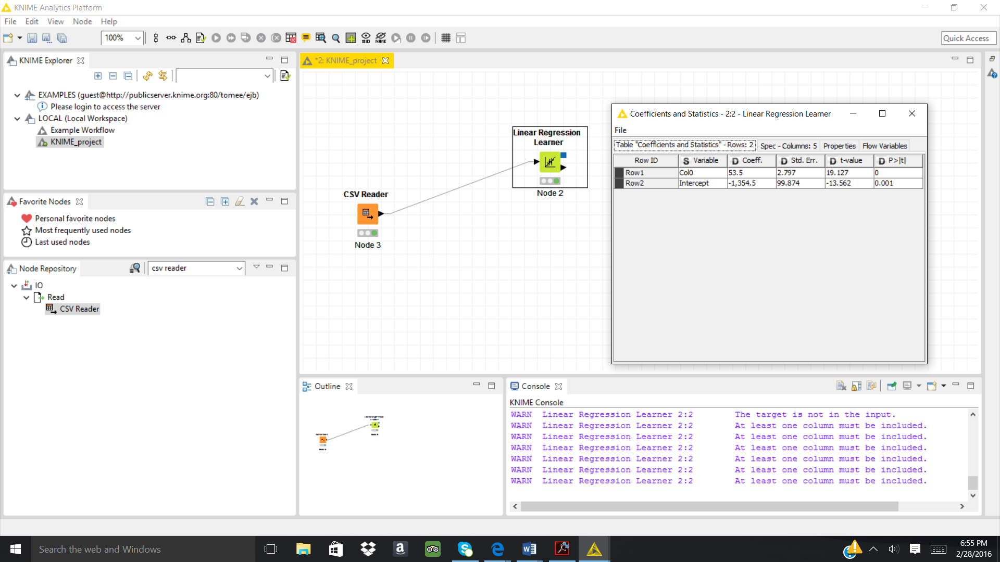 KNIME Analytics Platform
File Edit View Node Help
100%
#ID
NAME
Quick Access
KNIME Explorer
EXAMPLES (guest@http://publicserver.knime.org:80/tomee/ejb)
Please login to access the server
LOCAL (Local Workspace)
Example Workflow
KNIME_project
Favorite Nodes
Personal favorite nodes
Most frequently used nodes
Last used nodes
Node Repository
csv reader
IO
Read
CSV Reader
*2: KNIME_project
Linear Regression
Learner
Node 2
CSV Reader
Node 3
Coefficients and Statistics - 2:2 - Linear Regression Learner
File
Table "Coefficients and Statistics" - Rows: 2 Spec - Columns: 5 Properties Flow Variables
Row ID S Variable D Coeff. D Std. Err. D t-value D P>|t|
Row1 Col0 53.5 2.797 19.127 0
Row2 Intercept -1,354.5 99.874 -13.562 0.001
Outline
Console
KNIME Console
WARN Linear Regression Learner 2:2 The target is not in the input.
WARN Linear Regression Learner 2:2 At least one column must be included.
WARN Linear Regression Learner 2:2 At least one column must be included.
WARN Linear Regression Learner 2:2 At least one column must be included.
WARN Linear Regression Learner 2:2 At least one column must be included.
WARN Linear Regression Learner 2:2 At least one column must be included.
WARN Linear Regression Learner 2:2 At least one column must be included.
Search the web and Windows
6:55 PM
2/28/2016